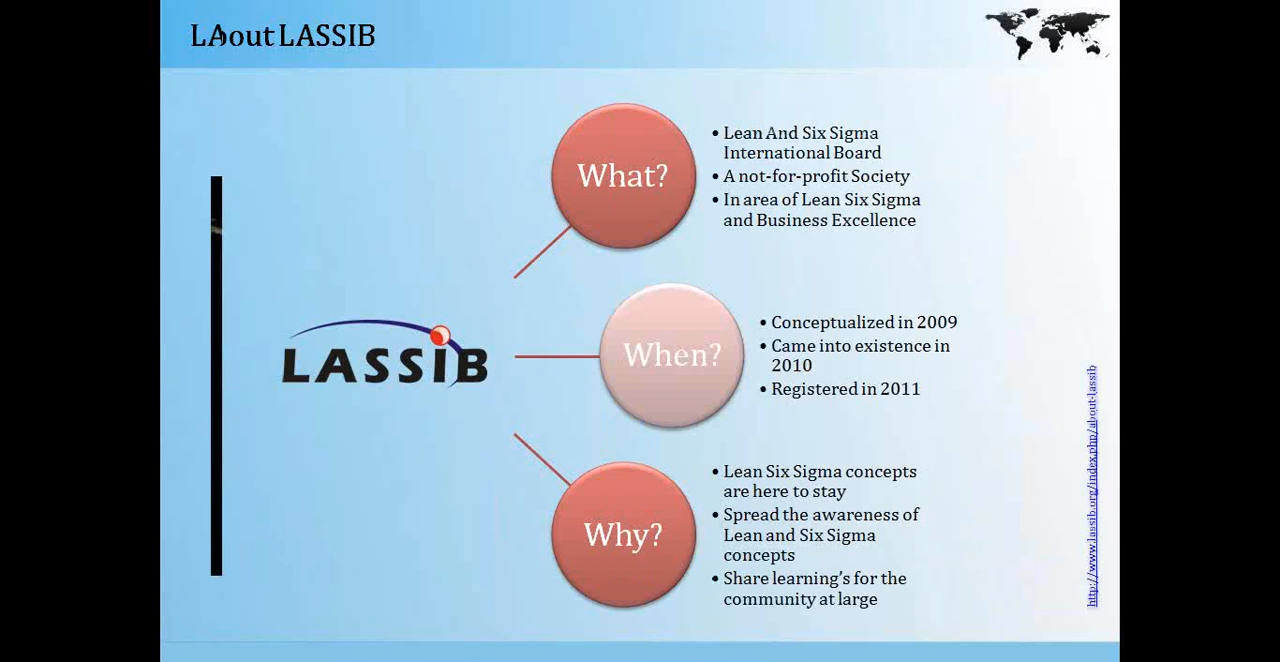 LAbout LASSIB
LASSIB
What?
• Lean And Six Sigma
International Board
• A not-for-profit Society
• In area of Lean Six Sigma
and Business Excellence
When?
• Conceptualized in 2009
• Came into existence in
2010
• Registered in 2011
Why?
• Lean Six Sigma concepts
are here to stay
• Spread the awareness of
Lean and Six Sigma
concepts
• Share learning's for the
community at large
http://www.lassib.org/index.php/about-lassib